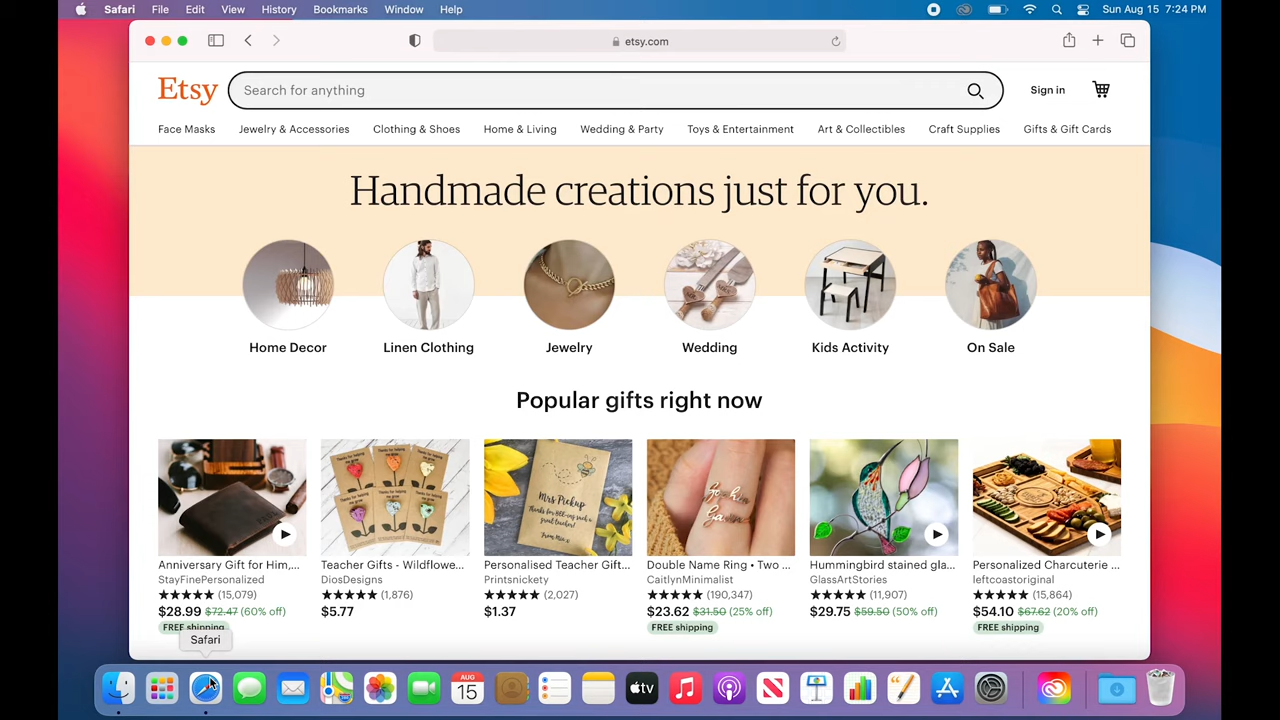 Safari File Edit View History Bookmarks Window Help Sun Aug 15 7:24 PM
etsy.com
Etsy Search for anything Sign in
Face Masks Jewelry & Accessories Clothing & Shoes Home & Living Wedding & Party Toys & Entertainment Art & Collectibles Craft Supplies Gifts & Gift Cards
Handmade creations just for you.
Home Decor Linen Clothing Jewelry Wedding Kids Activity On Sale
Popular gifts right now
Mrs Pickup
Anniversary Gift for Him,... Teacher Gifts - Wildflowe... Personalised Teacher Gift... Double Name Ring • Two ... Hummingbird stained gla... Personalized Charcuterie ...
StayFinePersonalized DiosDesigns Printsnickety CaitlynMinimalist GlassArtStories leftcoastoriginal
(15,079) (1,876) (2,027) (190,347) (11,907) (15,864)
$28.99 $72.47 (60% off) $5.77 $1.37 $23.62 $31.50 (25% off) $29.75 $59.50 (50% off) $54.10 $67.62 (20% off)
FREE shipping FREE shipping FREE shipping
Safari
AUG
15
tv